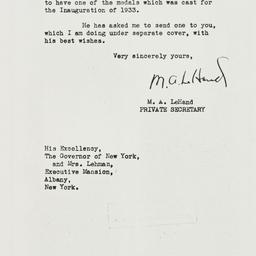 to have one of the medals which was cast for
the Inauguration of 1933.
He has asked me to send one to you,
which I am doing under separate cover, with
his best wishes.
Very sincerely yours,
M. A. LeHand
M. A. LeHand
PRIVATE SECRETARY
His Excellency,
The Governor of New York,
and Mrs. Lehman,
Executive Mansion,
Albany,
New York.